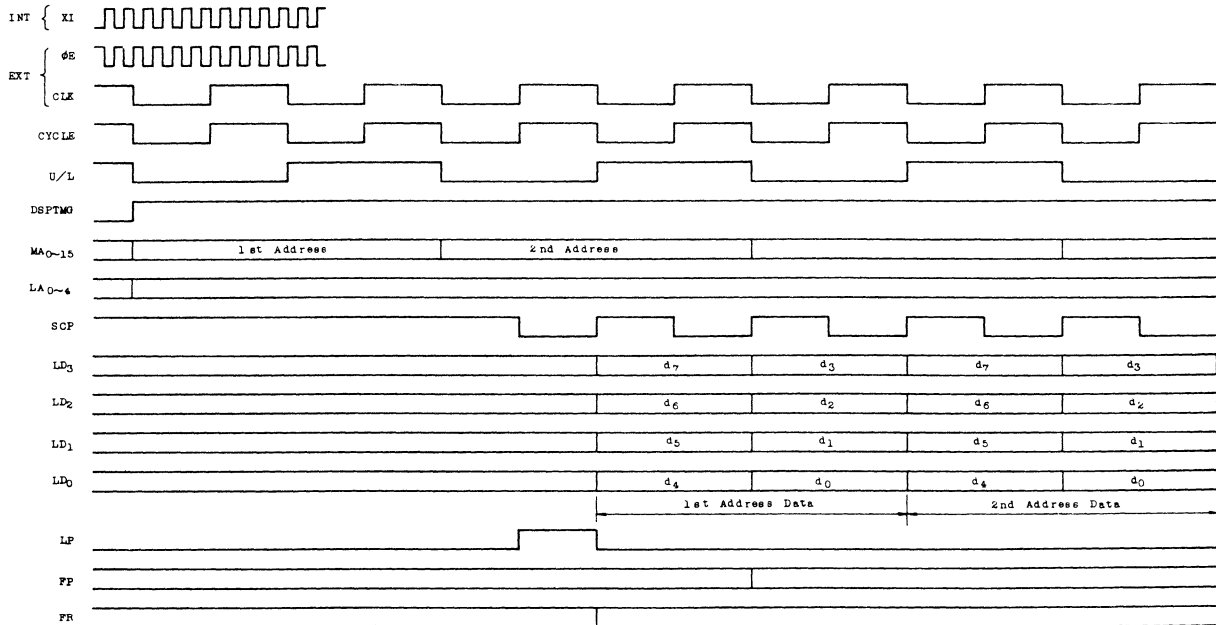 INT { XI
EXT { φE
CLK
CYCLE
U/L
DSPTMG
MA0~15 1st Address 2nd Address
LA0~4
SCP
LD3 d7 d3 d7 d3
LD2 d6 d2 d6 d2
LD1 d5 d1 d5 d1
LD0 d4 d0 d4 d0
1st Address Data 2nd Address Data
LP
FP
FR